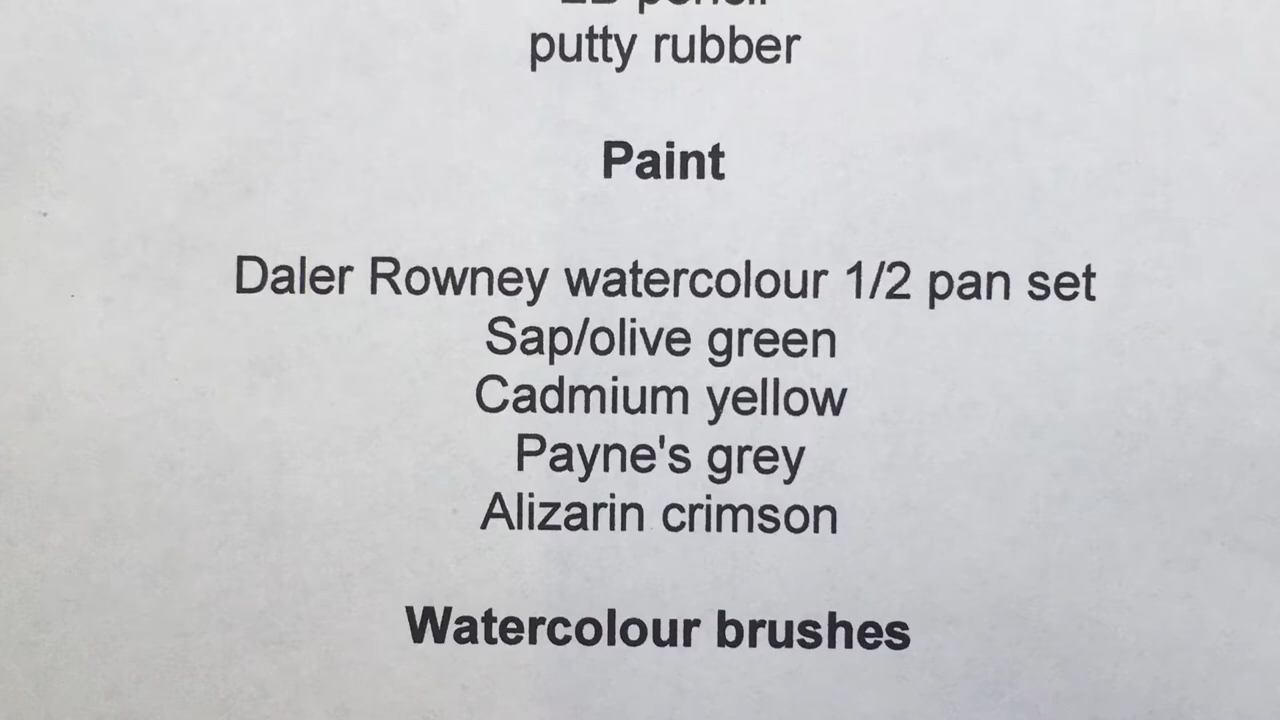 putty rubber
Paint
Daler Rowney watercolour 1/2 pan set
Sap/olive green
Cadmium yellow
Payne's grey
Alizarin crimson
Watercolour brushes